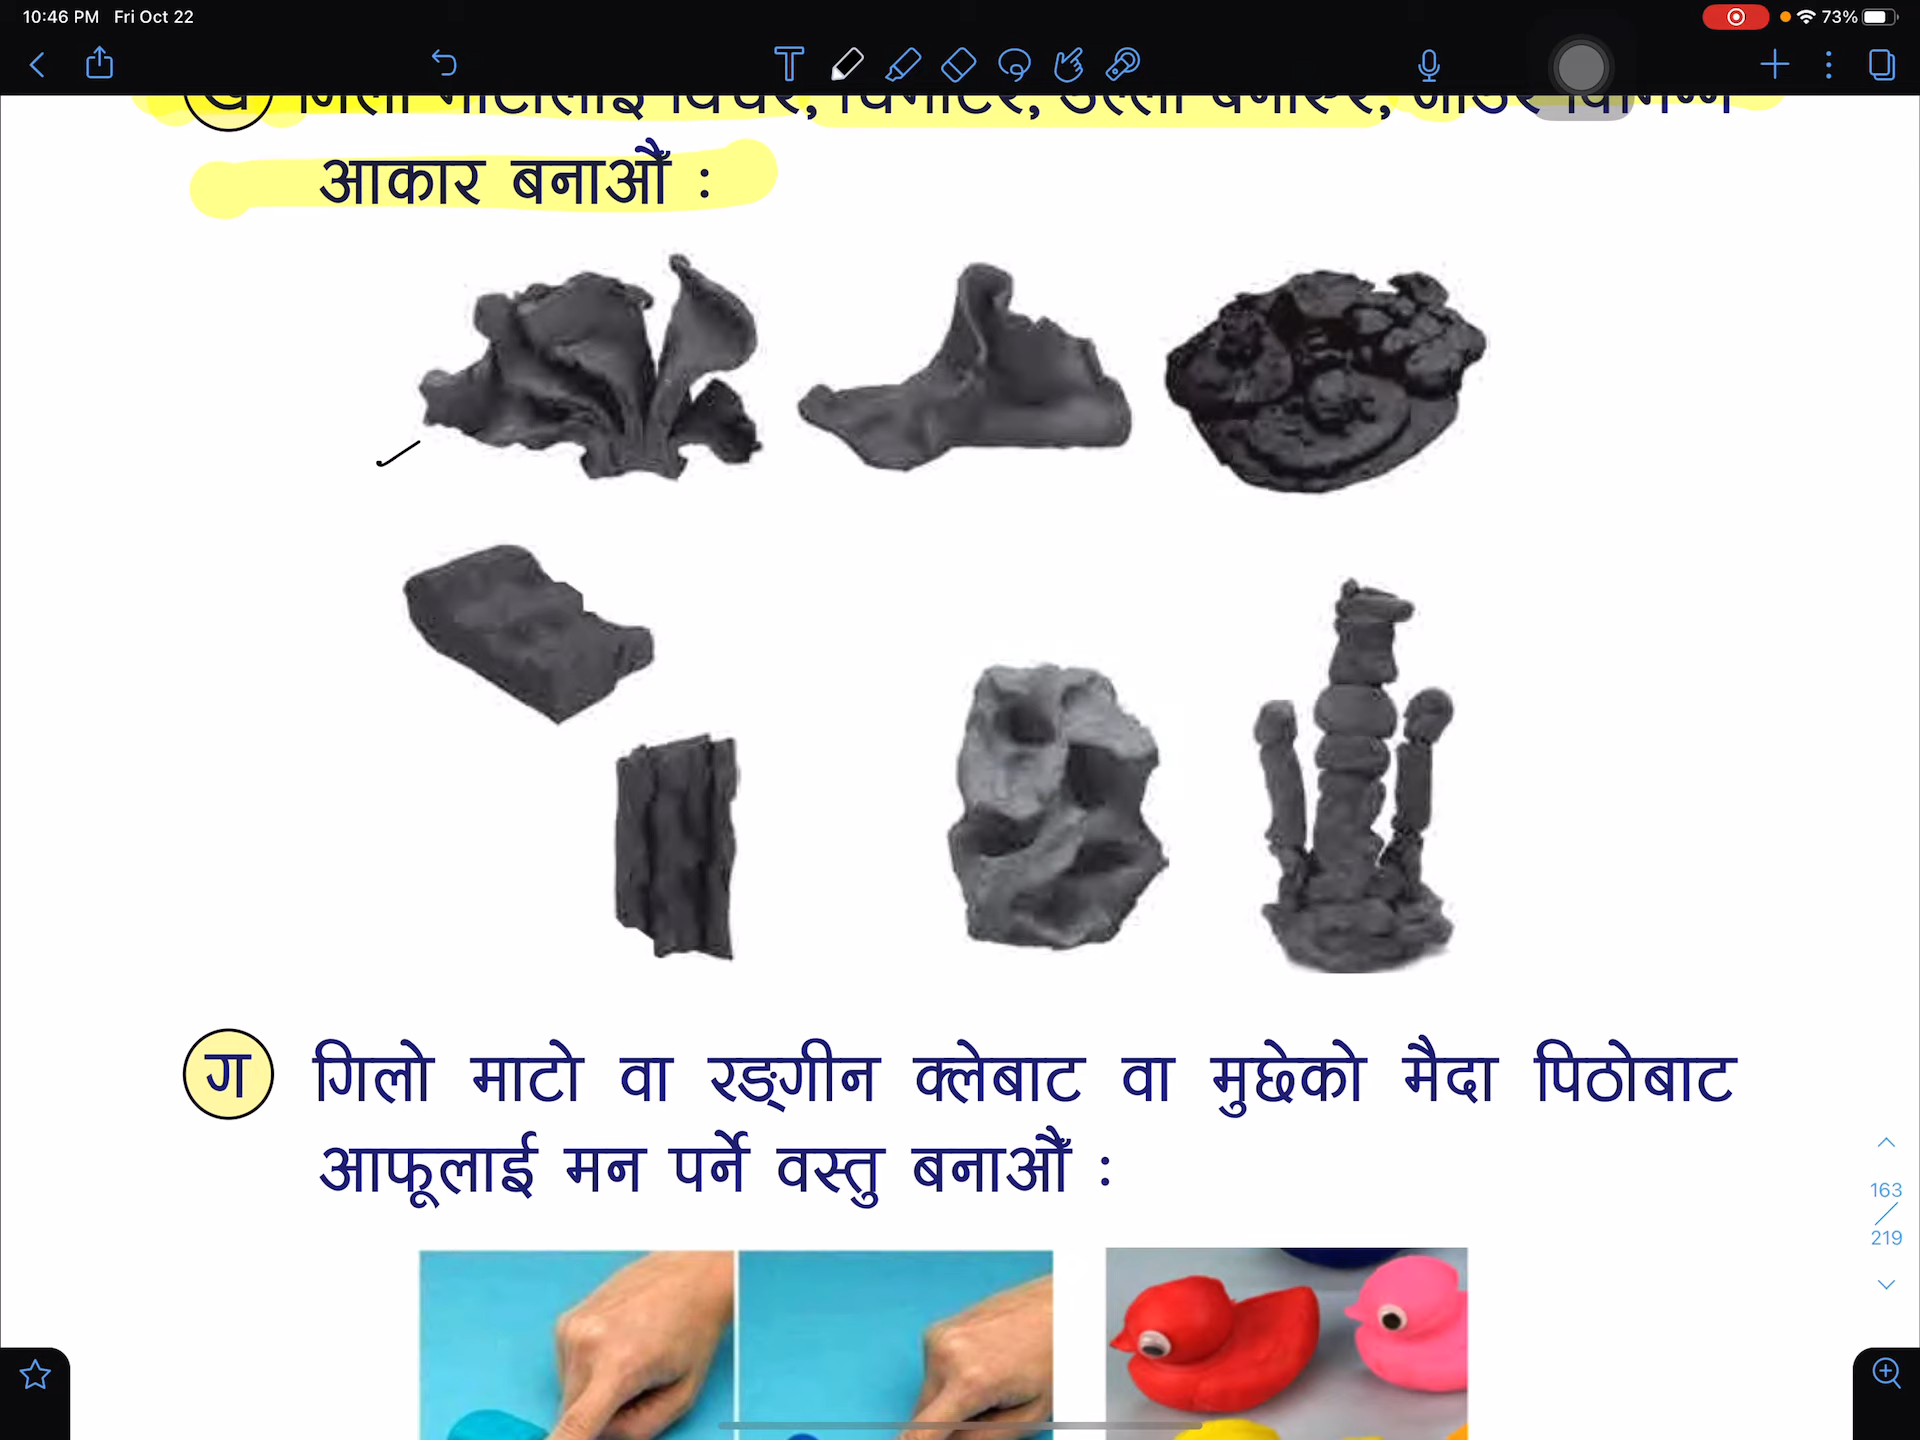 10:46 PM Fri Oct 22
73%
आकार बनाऔँ :
ग गिलो माटो वा रङ्गीन क्लेबाट वा मुछेको मैदा पिठोबाट
आफूलाई मन पर्ने वस्तु बनाऔँ :
163
219